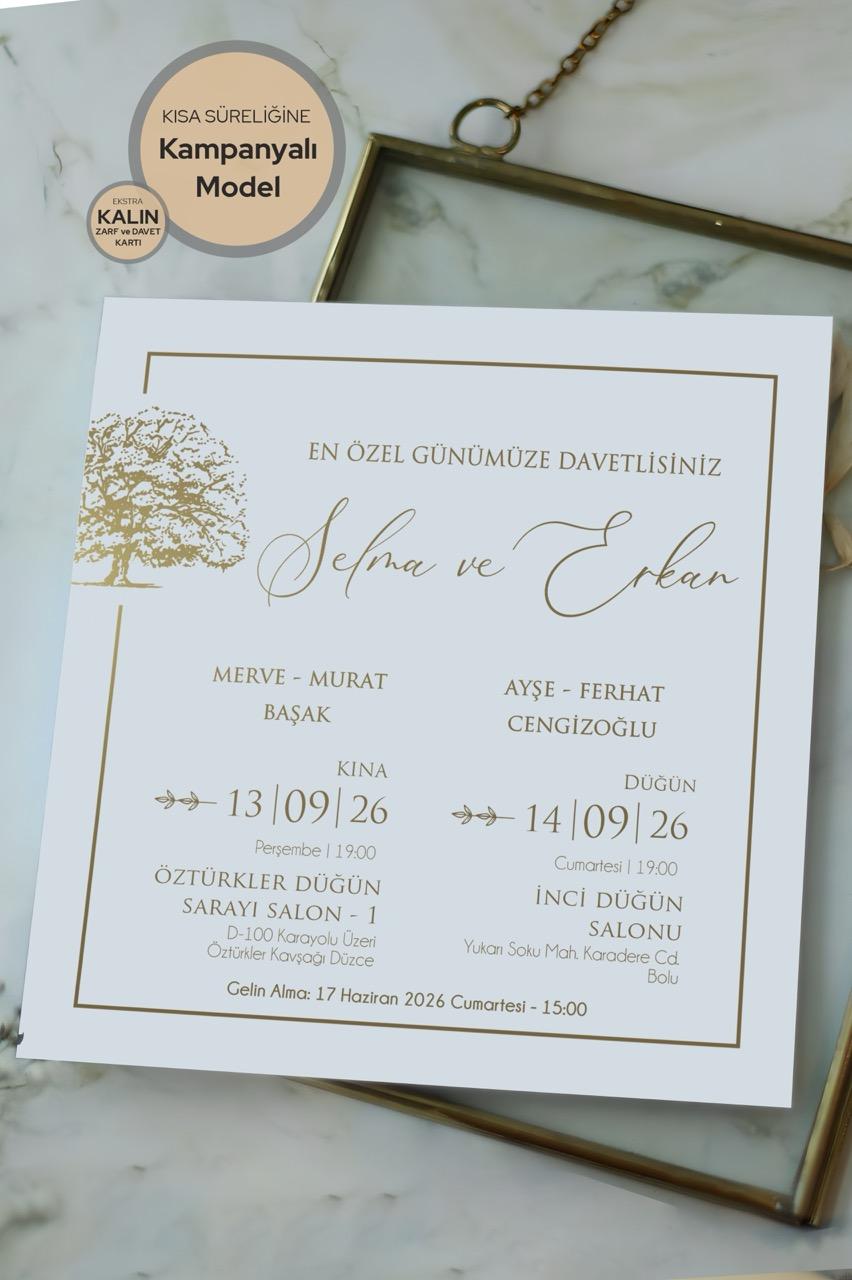 KISA SÜRELİĞİNE
Kampanyalı
Model
EKSTRA
KALIN
ZARF ve DAVET
KARTI
EN ÖZEL GÜNÜMÜZE DAVETLİSİNİZ
Selma ve Erkan
MERVE - MURAT
BAŞAK
AYŞE - FERHAT
CENGİZOĞLU
KINA
13|09|26
Perşembe | 19:00
ÖZTÜRKLER DÜĞÜN
SARAYI SALON - 1
D-100 Karayolu Üzeri
Öztürkler Kavşağı Düzce
DÜĞÜN
14|09|26
Cumartesi | 19:00
İNCİ DÜĞÜN
SALONU
Yukarı Soku Mah. Karadere Cd.
Bolu
Gelin Alma: 17 Haziran 2026 Cumartesi - 15:00